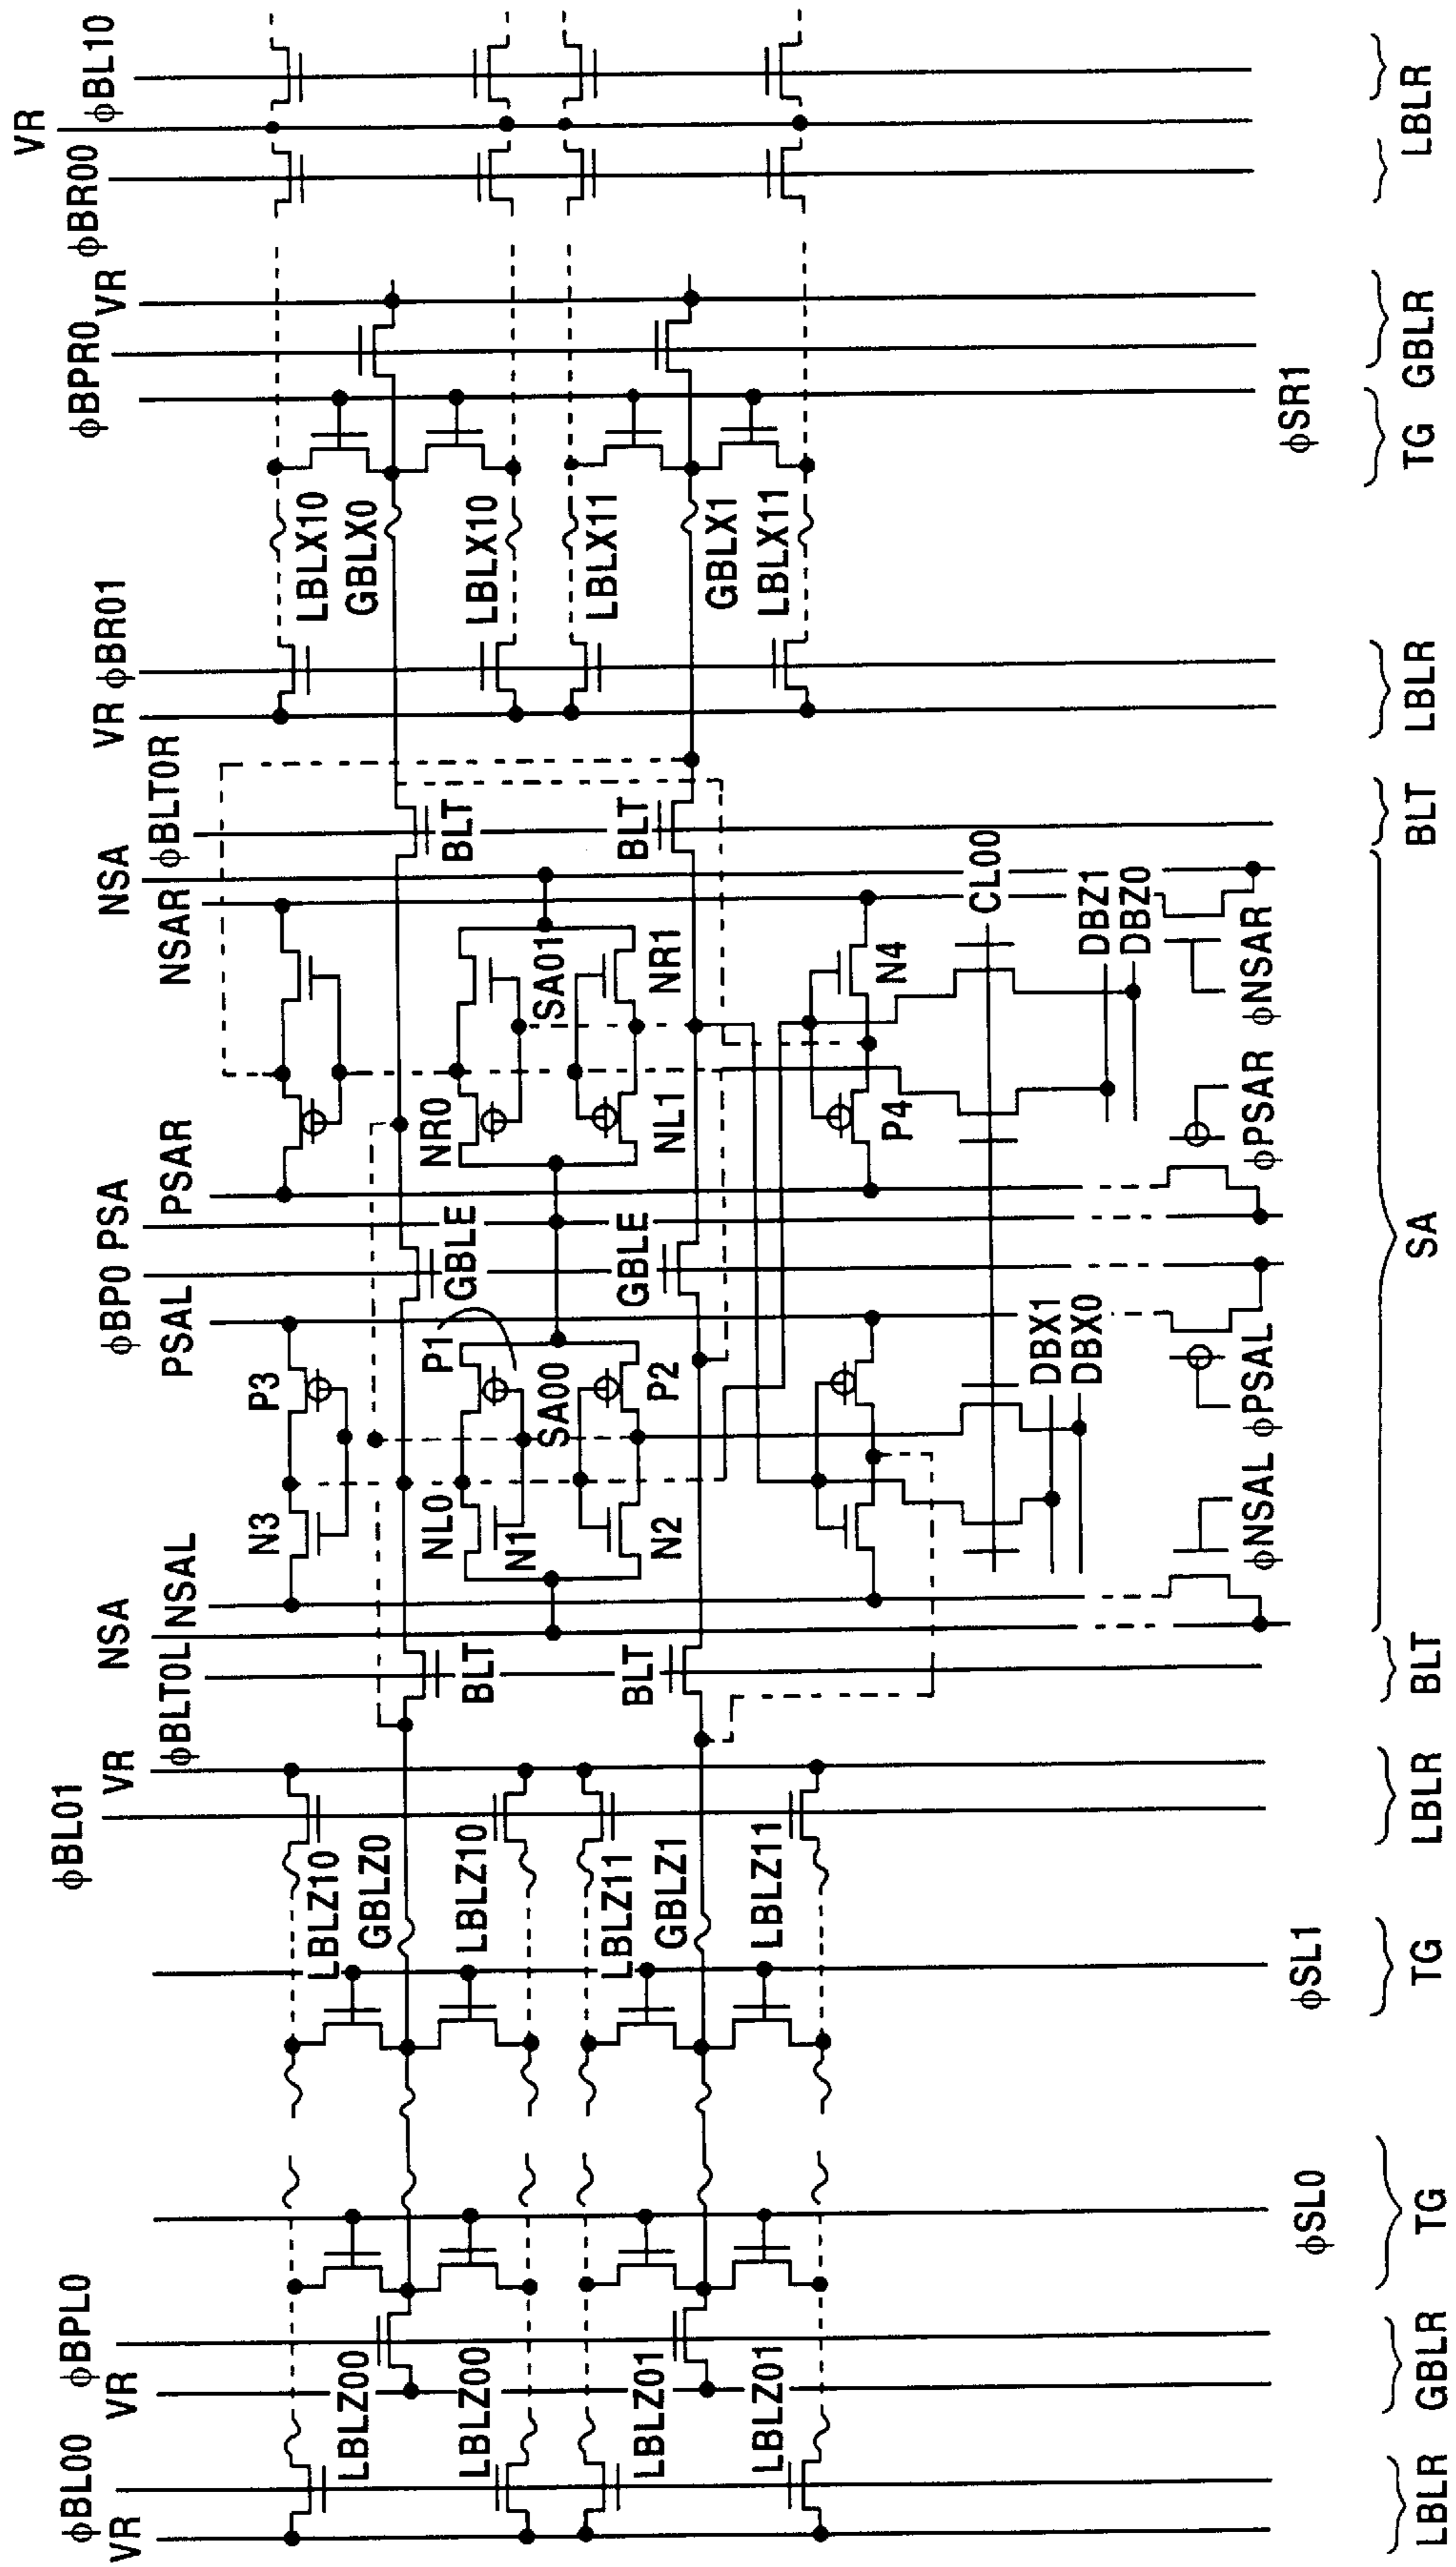 φBL00
VR
φBPL0
VR
φBL01
VR
φBLT0L
NSAL
NSA
PSAL
φBP0
PSA
PSAR
NSAR
NSA
φBLT0R
VR
φBR01
φBPR0
VR
φBR00
VR
φBL10
LBLZ00
LBLZ00
LBLZ01
LBLZ01
LBLZ10
GBLZ0
LBLZ10
LBLZ11
GBLZ1
LBLZ11
BLT
BLT
N3
P3
NL0
N1
P1
SA00
N2
P2
GBLE
GBLE
NR0
SA01
NL1
NR1
P4
N4
BLT
BLT
CL00
DBX1
DBX0
DBZ1
DBZ0
φNSAL
φPSAL
φPSAR
φNSAR
LBLX10
GBLX0
LBLX10
LBLX11
GBLX1
LBLX11
φSL0
φSL1
φSR1
LBLR
GBLR
TG
TG
LBLR
BLT
SA
BLT
LBLR
TG
GBLR
LBLR